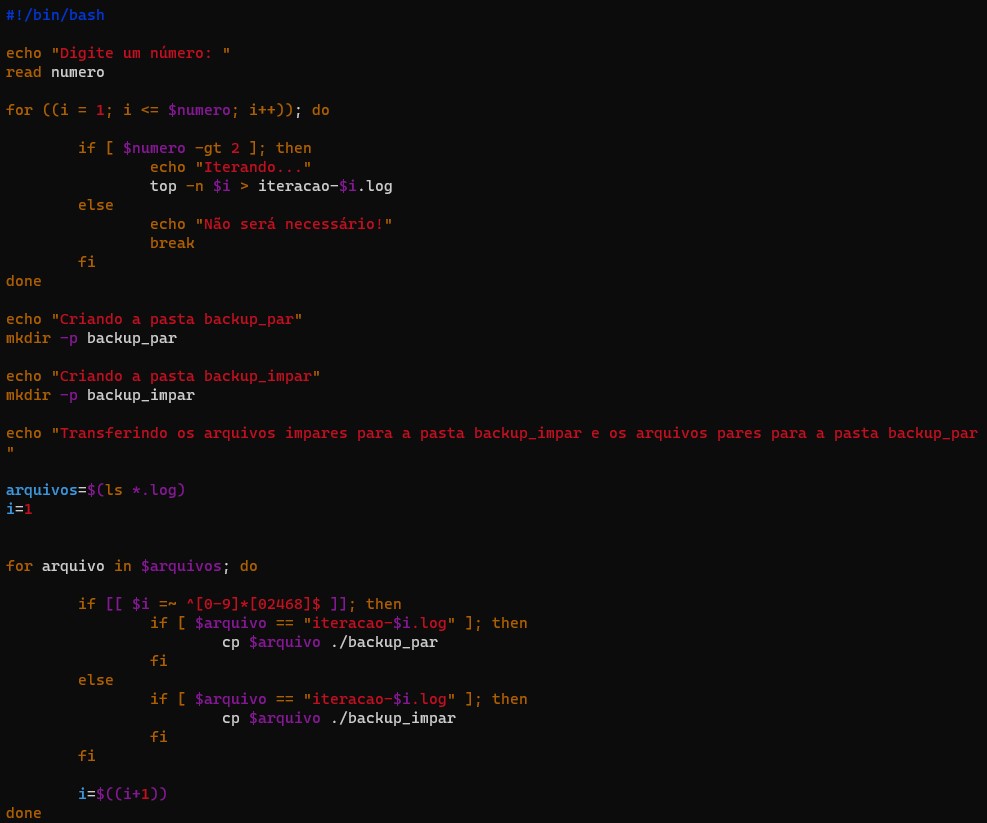 #!/bin/bash

echo "Digite um número: "
read numero

for ((i = 1; i <= $numero; i++)); do

        if [ $numero -gt 2 ]; then
                echo "Iterando..."
                top -n $i > iteracao-$i.log
        else
                echo "Não será necessário!"
                break
        fi
done

echo "Criando a pasta backup_par"
mkdir -p backup_par

echo "Criando a pasta backup_impar"
mkdir -p backup_impar

echo "Transferindo os arquivos impares para a pasta backup_impar e os arquivos pares para a pasta backup_par
"

arquivos=$(ls *.log)
i=1


for arquivo in $arquivos; do

        if [[ $i =~ ^[0-9]*[02468]$ ]]; then
                if [ $arquivo == "iteracao-$i.log" ]; then
                        cp $arquivo ./backup_par
                fi
        else
                if [ $arquivo == "iteracao-$i.log" ]; then
                        cp $arquivo ./backup_impar
                fi
        fi

        i=$((i+1))
done